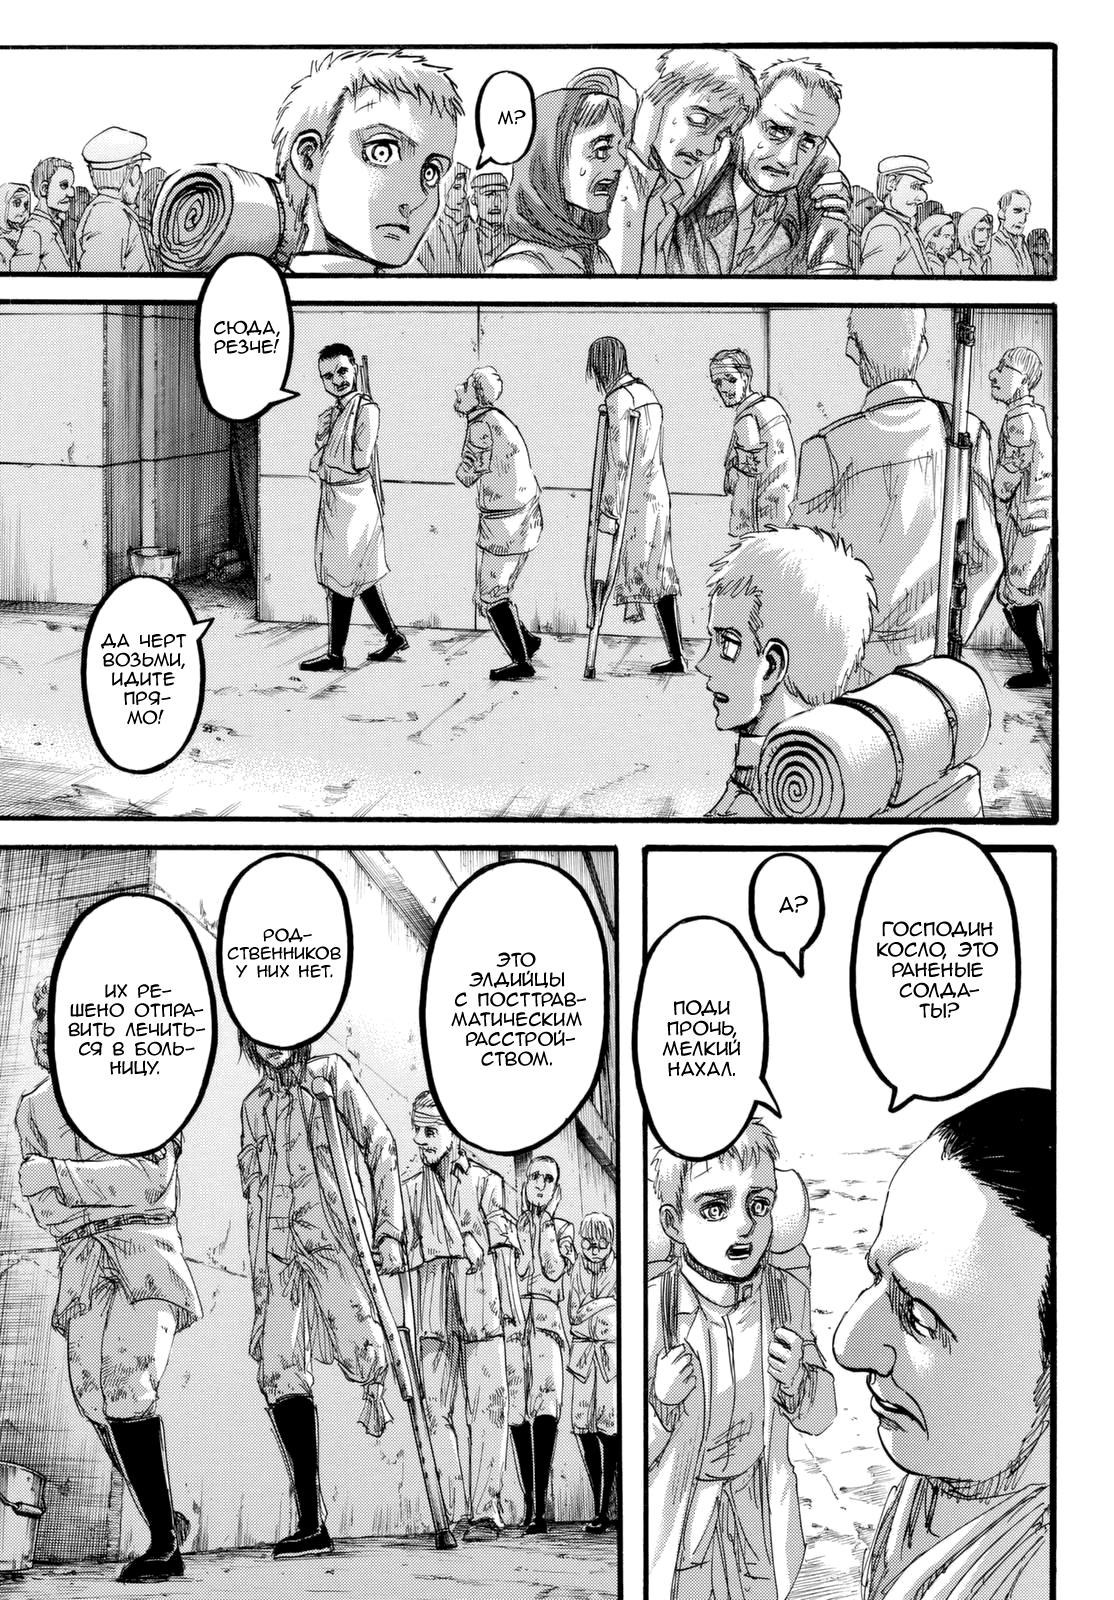 М?
СЮДА,
РЕЗЧЕ!
ДА ЧЕРТ
ВОЗЬМИ,
ИДИТЕ
ПРЯ-
МО!
ГОСПОДИН
КОСЛО, ЭТО
РАНЕНЫЕ
СОЛДА-
ТЫ?
А?
ПОДИ
ПРОЧЬ,
МЕЛКИЙ
НАХАЛ.
ЭТО
ЭЛДИЙЦЫ
С ПОСТТРАВ-
МАТИЧЕСКИМ
РАССТРОЙ-
СТВОМ.
РОД-
СТВЕННИКОВ
У НИХ НЕТ.
ИХ РЕ-
ШЕНО ОТПРА-
ВИТЬ ЛЕЧИТЬ-
СЯ В БОЛЬ-
НИЦУ.